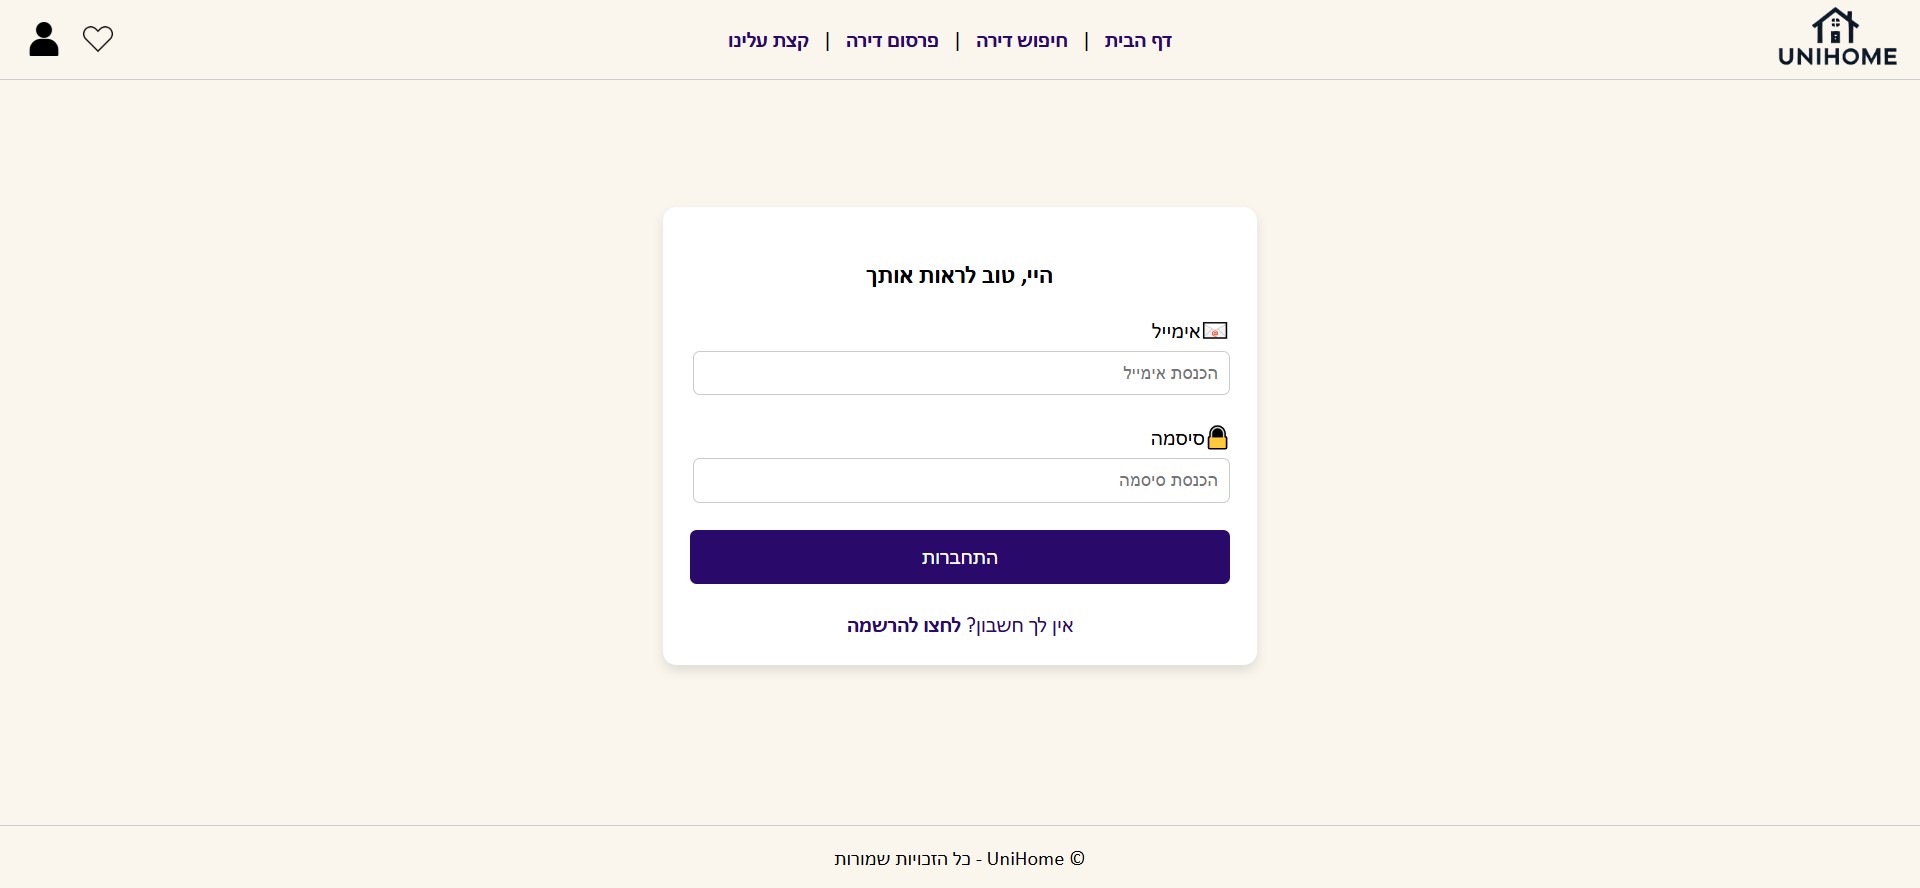 UNIHOME
דף הבית | חיפוש דירה | פרסום דירה | קצת עלינו
היי, טוב לראות אותך
אימייל
הכנסת אימייל
סיסמה
הכנסת סיסמה
התחברות
אין לך חשבון? לחצו להרשמה
© UniHome - כל הזכויות שמורות